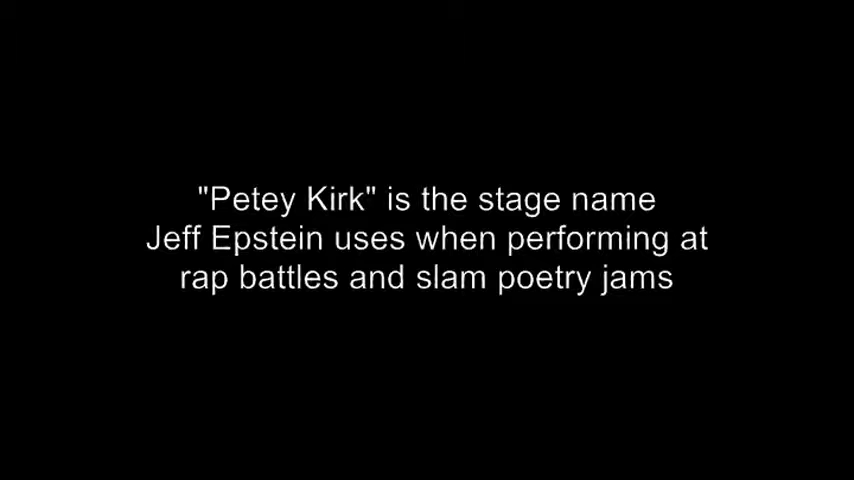 "Petey Kirk" is the stage name
Jeff Epstein uses when performing at
rap battles and slam poetry jams